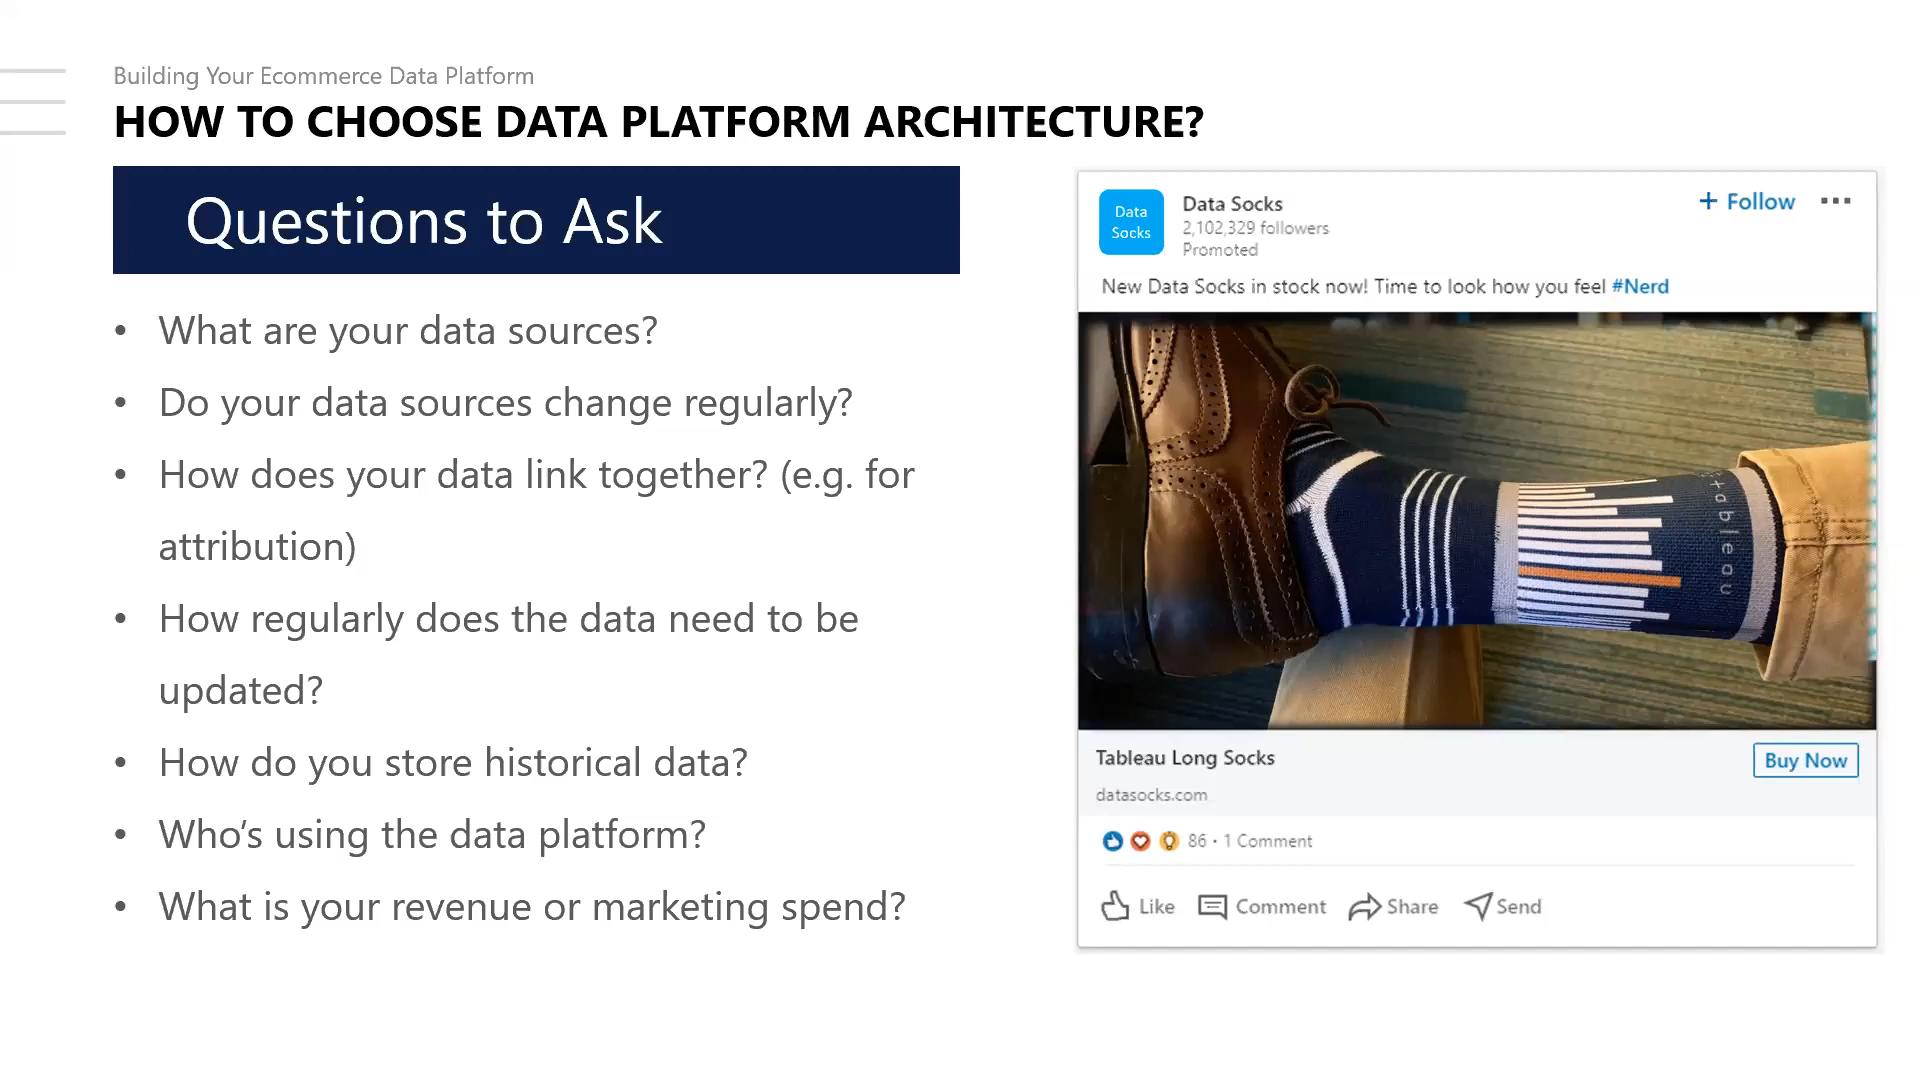 Building Your Ecommerce Data Platform
HOW TO CHOOSE DATA PLATFORM ARCHITECTURE?
Questions to Ask
• What are your data sources?
• Do your data sources change regularly?
• How does your data link together? (e.g. for
attribution)
• How regularly does the data need to be
updated?
• How do you store historical data?
• Who's using the data platform?
• What is your revenue or marketing spend?
Data
Socks
Data Socks
2,102,329 followers
Promoted
+ Follow
New Data Socks in stock now! Time to look how you feel #Nerd
+tableau
Tableau Long Socks
datasocks.com
Buy Now
86 · 1 Comment
Like Comment Share Send